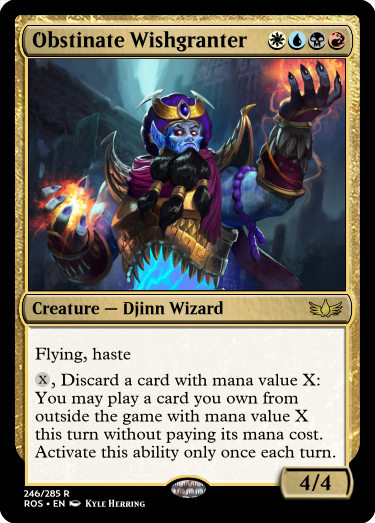 Obstinate Wishgranter
Creature — Djinn Wizard
Flying, haste
X, Discard a card with mana value X:
You may play a card you own from
outside the game with mana value X
this turn without paying its mana cost.
Activate this ability only once each turn.
4/4
246/285 R
ROS • EN Kyle Herring